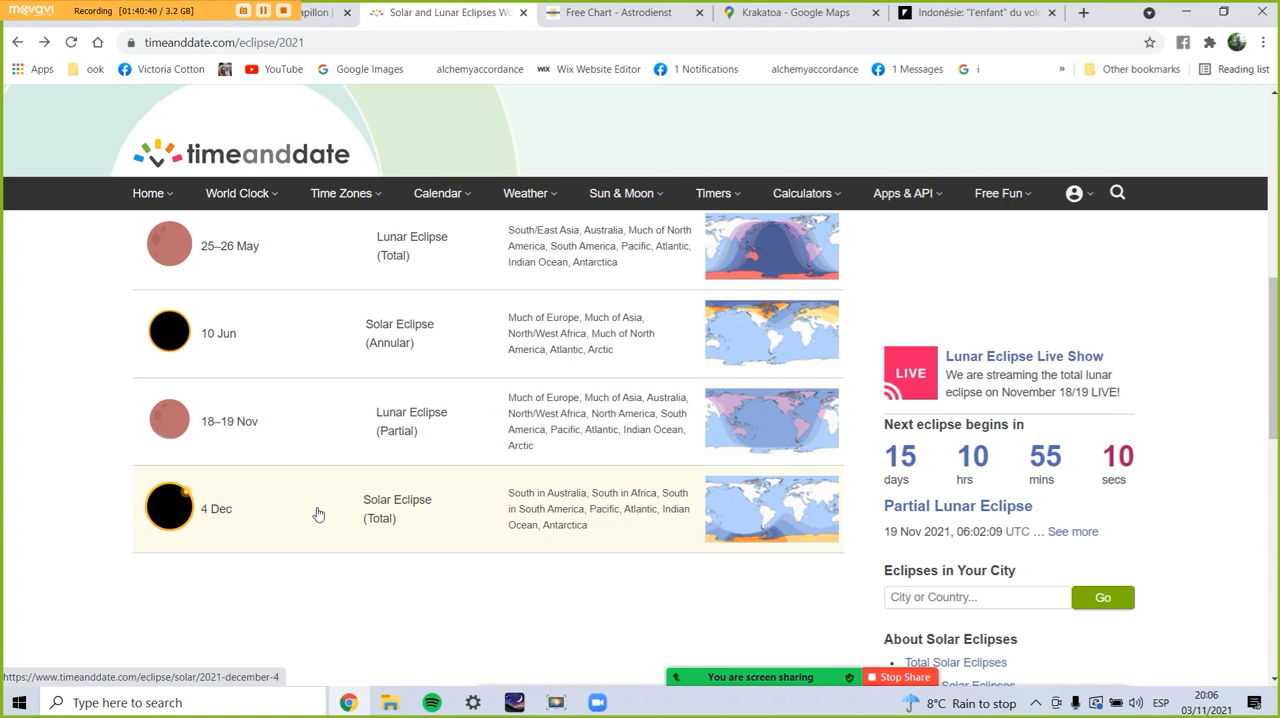 movavi Recording [01:40:40 / 3.2 GB]
apillon |
Solar and Lunar Eclipses Wo
Free Chart - Astrodienst
Krakatoa - Google Maps
Indonésie: "l'enfant" du vol
timeanddate.com/eclipse/2021
Apps
ook
Victoria Cotton
YouTube
Google Images
alchemyaccordance
WIX Wix Website Editor
1 Notifications
alchemyaccordance
1 Messages
i
»
Other bookmarks
Reading list
timeanddate
Home
World Clock
Time Zones
Calendar
Weather
Sun & Moon
Timers
Calculators
Apps & API
Free Fun
25–26 May
Lunar Eclipse
(Total)
South/East Asia, Australia, Much of North
America, South America, Pacific, Atlantic,
Indian Ocean, Antarctica
10 Jun
Solar Eclipse
(Annular)
Much of Europe, Much of Asia,
North/West Africa, Much of North
America, Atlantic, Arctic
18–19 Nov
Lunar Eclipse
(Partial)
Much of Europe, Much of Asia, Australia,
North/West Africa, North America, South
America, Pacific, Atlantic, Indian Ocean,
Arctic
4 Dec
Solar Eclipse
(Total)
South in Australia, South in Africa, South
in South America, Pacific, Atlantic, Indian
Ocean, Antarctica
LIVE
Lunar Eclipse Live Show
We are streaming the total lunar
eclipse on November 18/19 LIVE!
Next eclipse begins in
15 10 55 10
days hrs mins secs
Partial Lunar Eclipse
19 Nov 2021, 06:02:09 UTC ... See more
Eclipses in Your City
City or Country...
Go
About Solar Eclipses
Total Solar Eclipses
Solar Eclipses
https://www.timeanddate.com/eclipse/solar/2021-december-4
You are screen sharing
Stop Share
Type here to search
8°C Rain to stop
ESP
20:06
03/11/2021